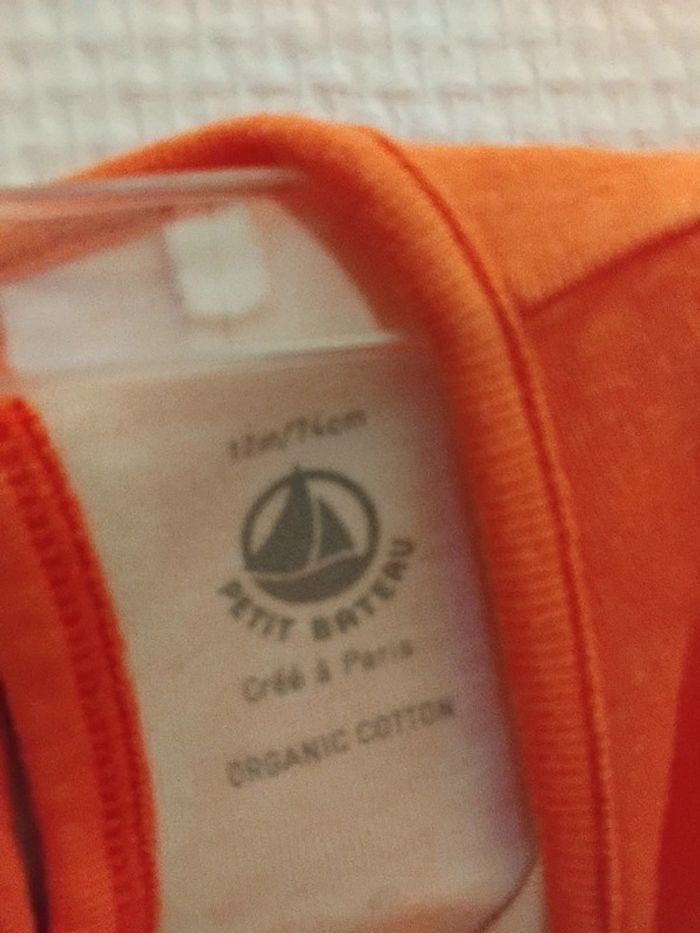 12m/74cm
PETIT BATEAU
Créé à Paris
ORGANIC COTTON